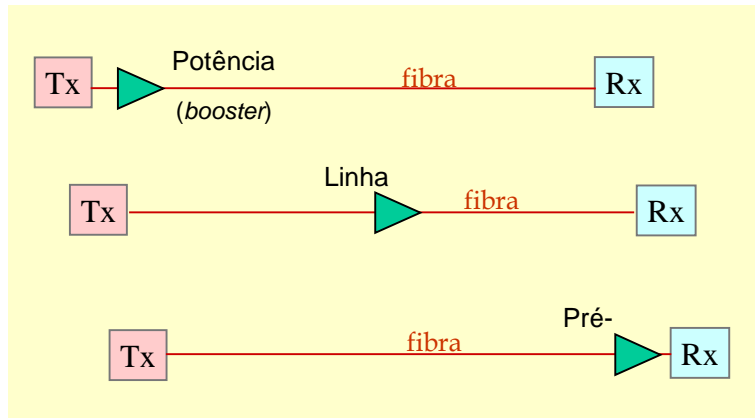 Potência
Tx fibra Rx
(booster)
Linha
Tx fibra Rx
Pré-
Tx fibra Rx